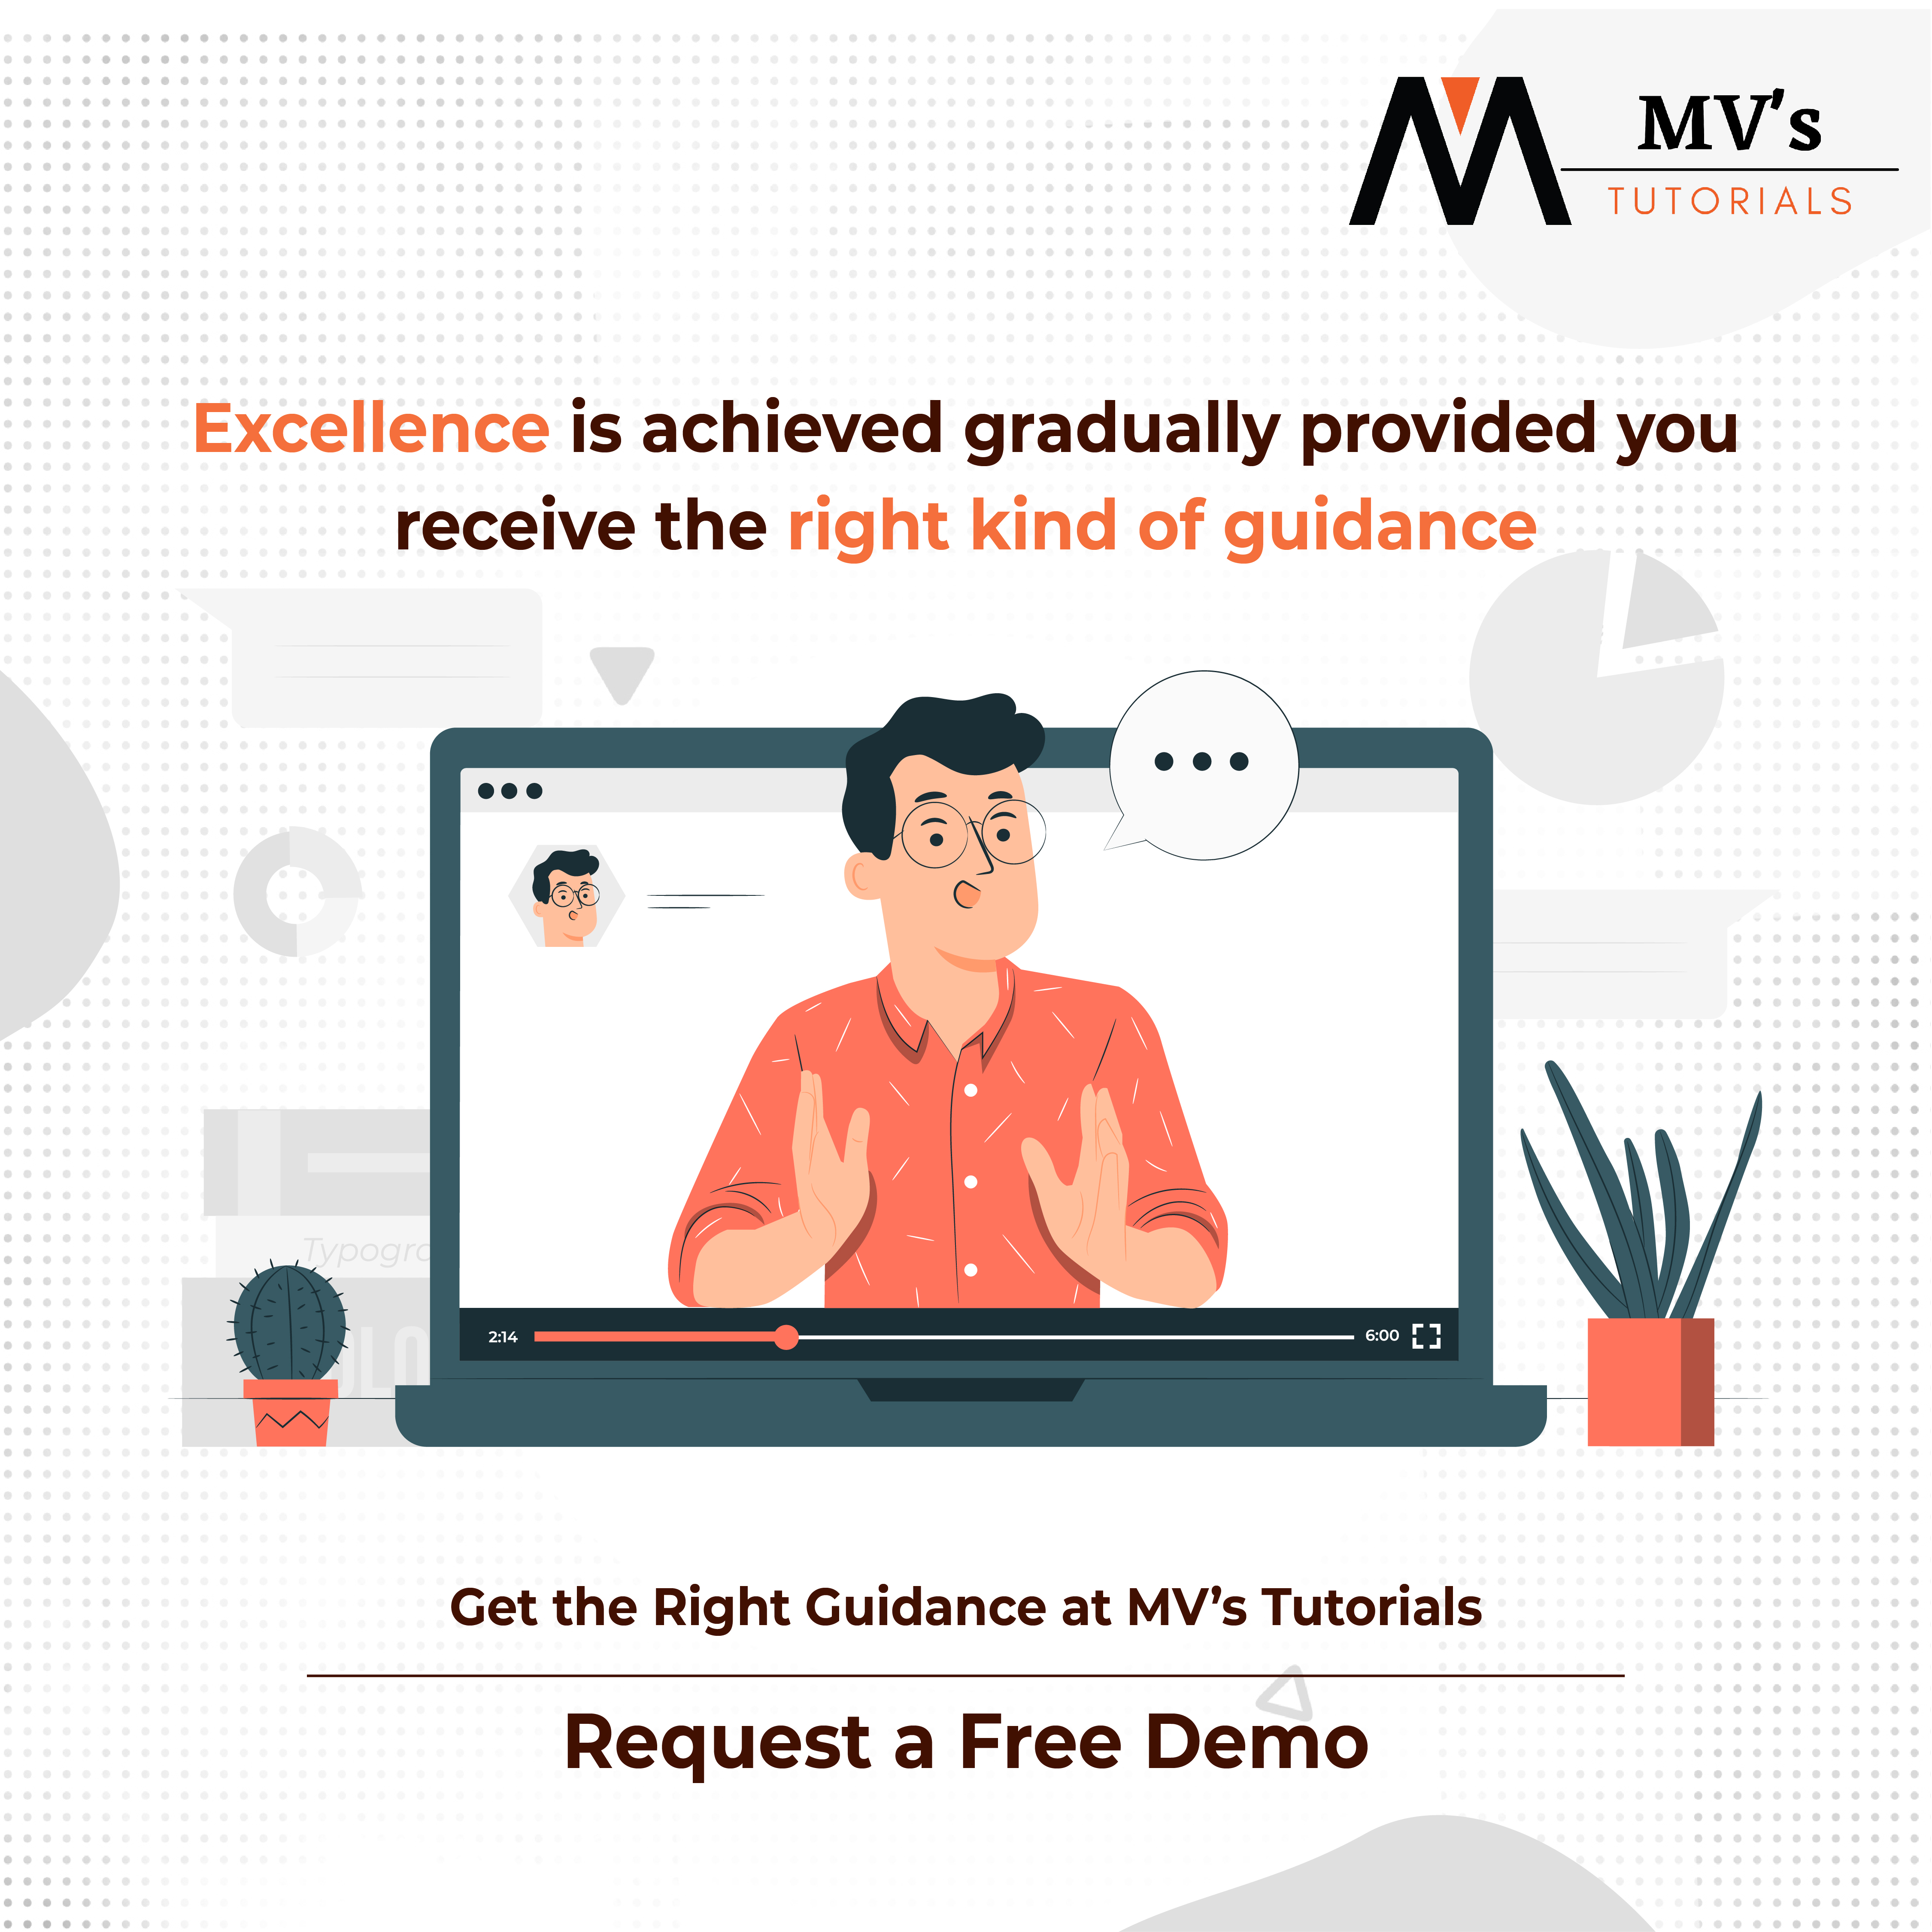 MV's
TUTORIALS
Excellence is achieved gradually provided you
receive the right kind of guidance
2:14
6:00
Get the Right Guidance at MV's Tutorials
Request a Free Demo